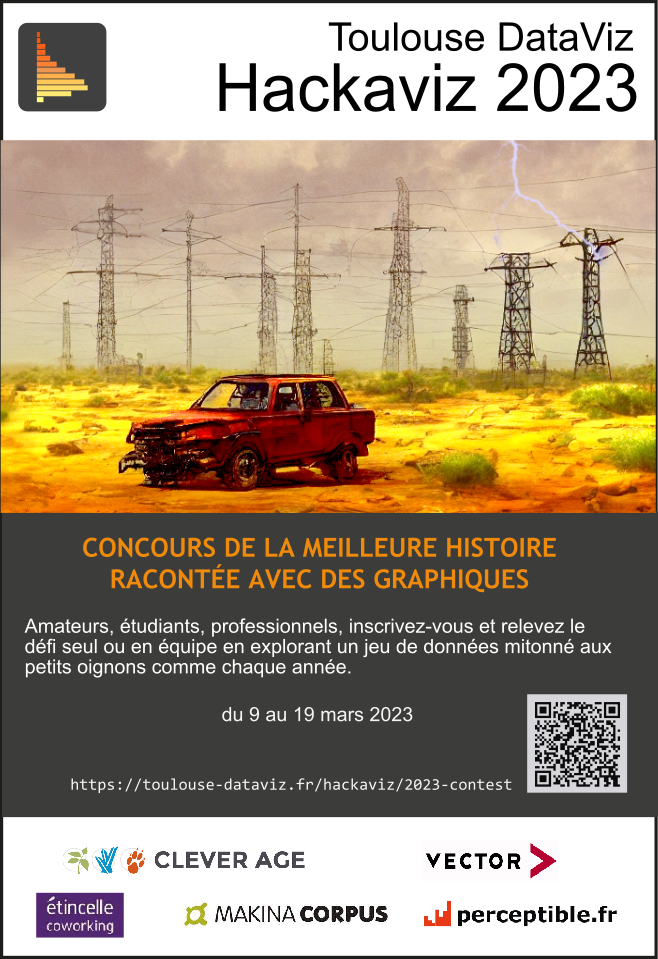 Toulouse DataViz
Hackaviz 2023
CONCOURS DE LA MEILLEURE HISTOIRE
RACONTÉE AVEC DES GRAPHIQUES
Amateurs, étudiants, professionnels, inscrivez-vous et relevez le
défi seul ou en équipe en explorant un jeu de données mitonné aux
petits oignons comme chaque année.
du 9 au 19 mars 2023
https://toulouse-dataviz.fr/hackaviz/2023-contest
CLEVER AGE
VECTOR
étincelle
coworking
MAKINA CORPUS
perceptible.fr